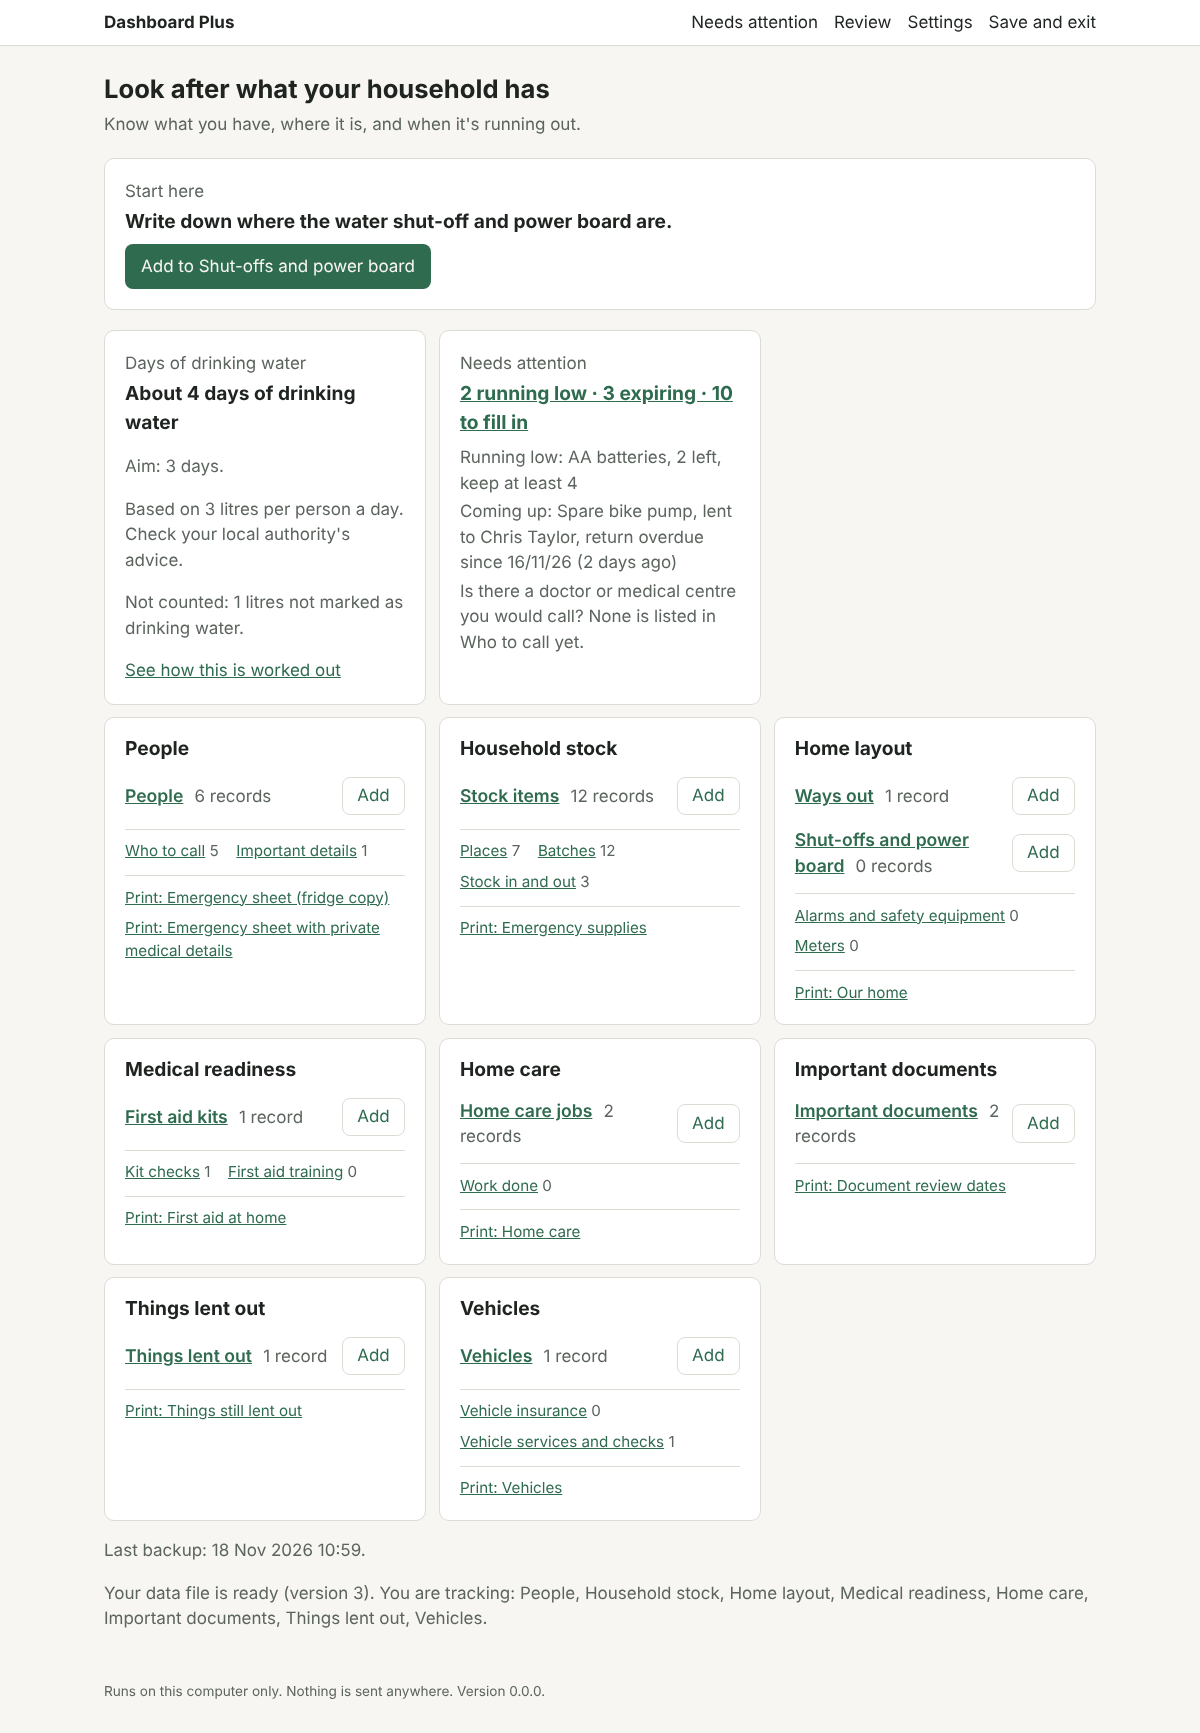 Dashboard Plus
Needs attention Review Settings Save and exit
Look after what your household has
Know what you have, where it is, and when it's running out.
Start here
Write down where the water shut-off and power board are.
Add to Shut-offs and power board
Days of drinking water
About 4 days of drinking
water
Aim: 3 days.
Based on 3 litres per person a day.
Check your local authority's
advice.
Not counted: 1 litres not marked as
drinking water.
See how this is worked out
Needs attention
2 running low · 3 expiring · 10
to fill in
Running low: AA batteries, 2 left,
keep at least 4
Coming up: Spare bike pump, lent
to Chris Taylor, return overdue
since 16/11/26 (2 days ago)
Is there a doctor or medical centre
you would call? None is listed in
Who to call yet.
People
People 6 records Add
Who to call 5 Important details 1
Print: Emergency sheet (fridge copy)
Print: Emergency sheet with private
medical details
Household stock
Stock items 12 records Add
Places 7 Batches 12
Stock in and out 3
Print: Emergency supplies
Home layout
Ways out 1 record Add
Shut-offs and power
board 0 records Add
Alarms and safety equipment 0
Meters 0
Print: Our home
Medical readiness
First aid kits 1 record Add
Kit checks 1 First aid training 0
Print: First aid at home
Home care
Home care jobs 2
records Add
Work done 0
Print: Home care
Important documents
Important documents 2
records Add
Print: Document review dates
Things lent out
Things lent out 1 record Add
Print: Things still lent out
Vehicles
Vehicles 1 record Add
Vehicle insurance 0
Vehicle services and checks 1
Print: Vehicles
Last backup: 18 Nov 2026 10:59.
Your data file is ready (version 3). You are tracking: People, Household stock, Home layout, Medical readiness, Home care,
Important documents, Things lent out, Vehicles.
Runs on this computer only. Nothing is sent anywhere. Version 0.0.0.